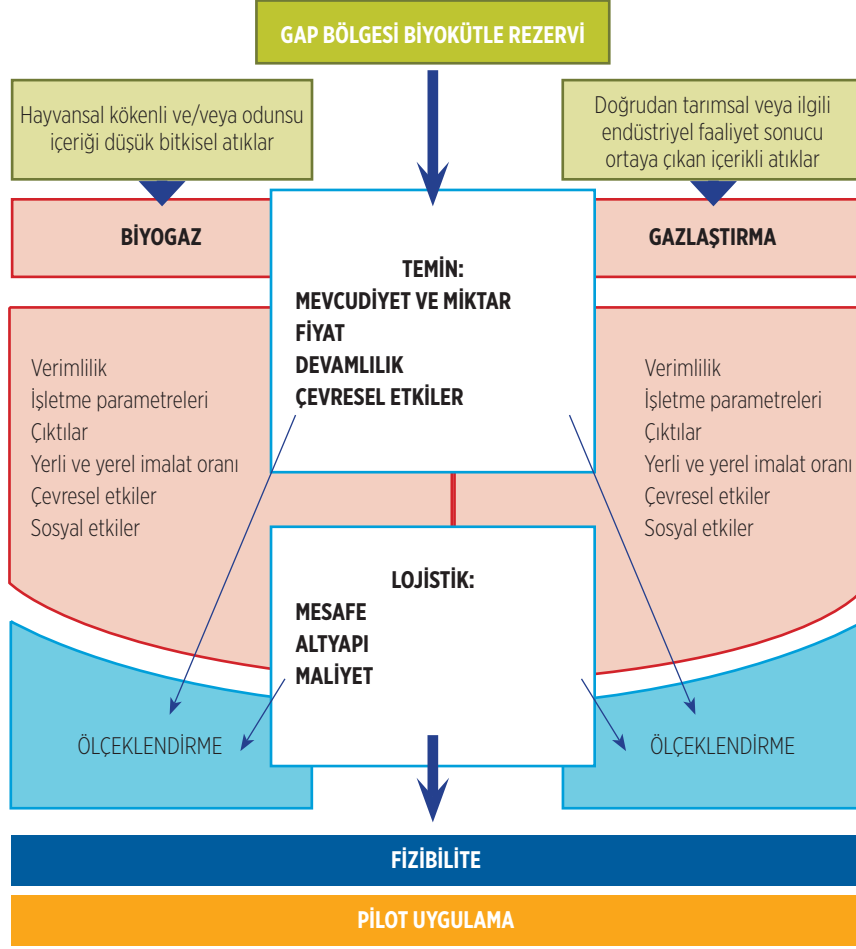 GAP BÖLGESİ BİYOKÜTLE REZERVİ
Hayvansal kökenli ve/veya odunsu
içeriği düşük bitkisel atıklar
Doğrudan tarımsal veya ilgili
endüstriyel faaliyet sonucu
ortaya çıkan içerikli atıklar
BİYOGAZ
GAZLAŞTIRMA
TEMİN:
MEVCUDİYET VE MİKTAR
FİYAT
DEVAMLILIK
ÇEVRESEL ETKİLER
Verimlilik
İşletme parametreleri
Çıktılar
Yerli ve yerel imalat oranı
Çevresel etkiler
Sosyal etkiler
Verimlilik
İşletme parametreleri
Çıktılar
Yerli ve yerel imalat oranı
Çevresel etkiler
Sosyal etkiler
LOJİSTİK:
MESAFE
ALTYAPI
MALİYET
ÖLÇEKLENDİRME
ÖLÇEKLENDİRME
FİZİBİLİTE
PİLOT UYGULAMA